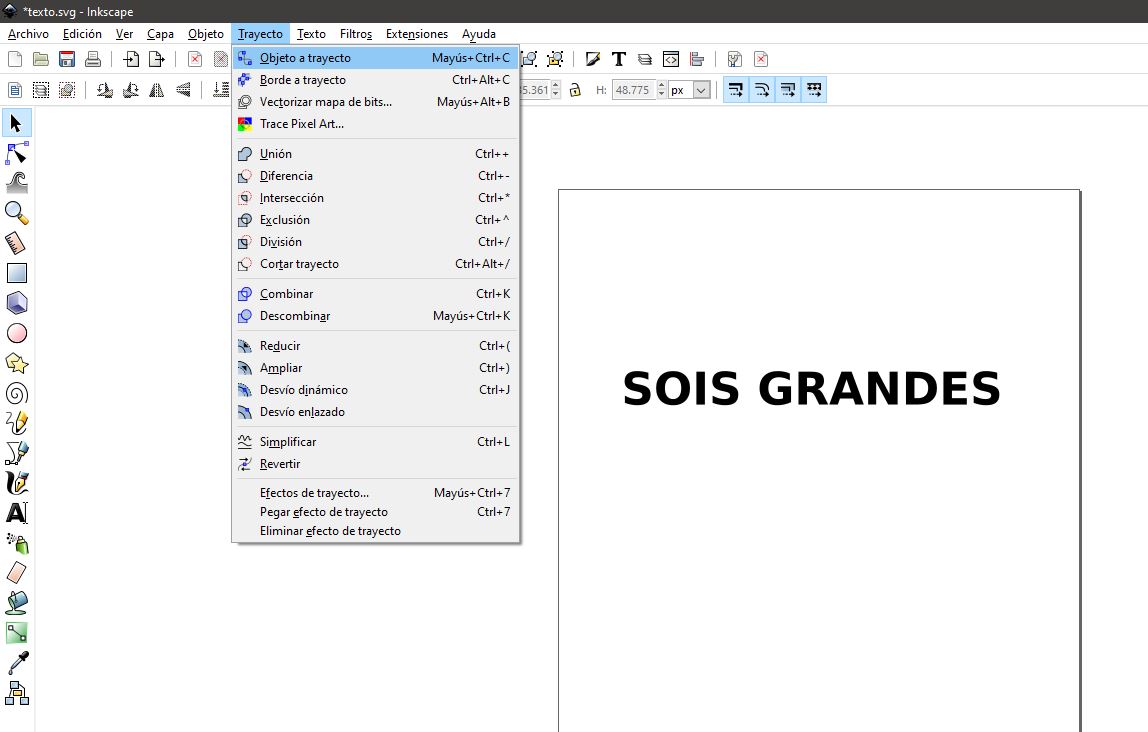 *texto.svg - Inkscape
Archivo Edición Ver Capa Objeto Trayecto Texto Filtros Extensiones Ayuda
H: 48.775 px
Objeto a trayecto Mayús+Ctrl+C
Borde a trayecto Ctrl+Alt+C
Vectorizar mapa de bits... Mayús+Alt+B
Trace Pixel Art...
Unión Ctrl++
Diferencia Ctrl+-
Intersección Ctrl+*
Exclusión Ctrl+^
División Ctrl+/
Cortar trayecto Ctrl+Alt+/
Combinar Ctrl+K
Descombinar Mayús+Ctrl+K
Reducir Ctrl+(
Ampliar Ctrl+)
Desvío dinámico Ctrl+J
Desvío enlazado
Simplificar Ctrl+L
Revertir
Efectos de trayecto... Mayús+Ctrl+7
Pegar efecto de trayecto Ctrl+7
Eliminar efecto de trayecto
SOIS GRANDES